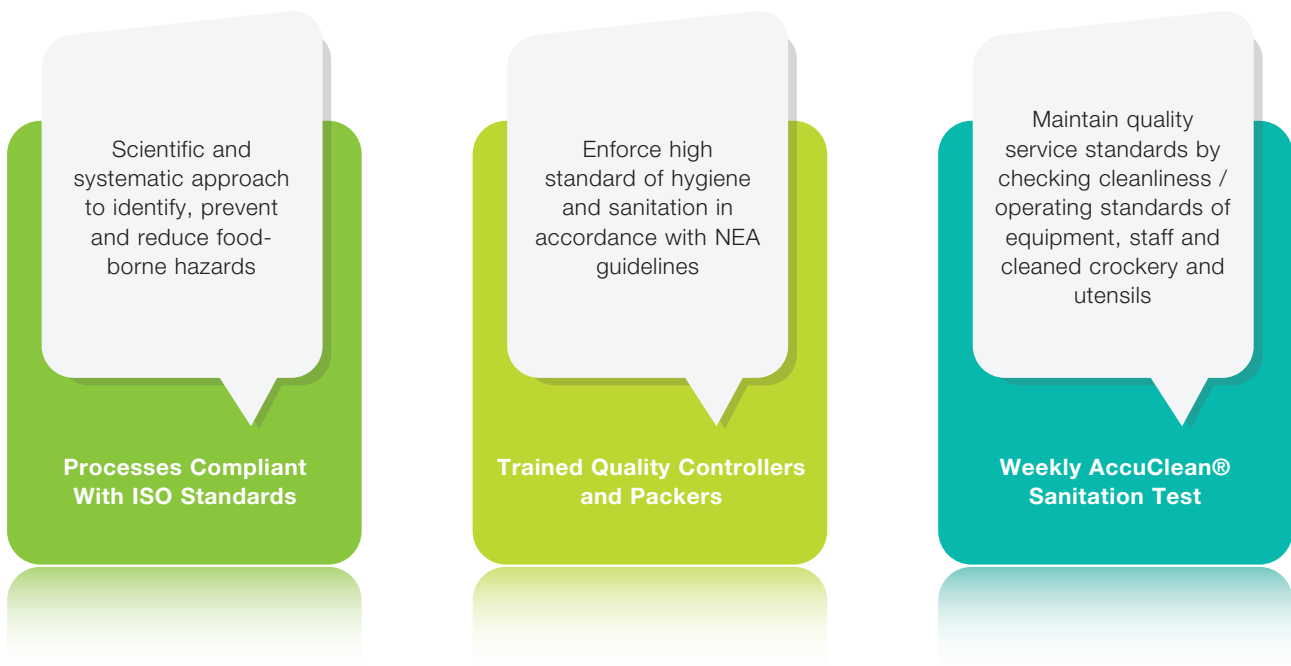 Scientific and
systematic approach
to identify, prevent
and reduce food-
borne hazards
Processes Compliant
With ISO Standards
Enforce high
standard of hygiene
and sanitation in
accordance with NEA
guidelines
Trained Quality Controllers
and Packers
Maintain quality
service standards by
checking cleanliness /
operating standards of
equipment, staff and
cleaned crockery and
utensils
Weekly AccuClean®
Sanitation Test